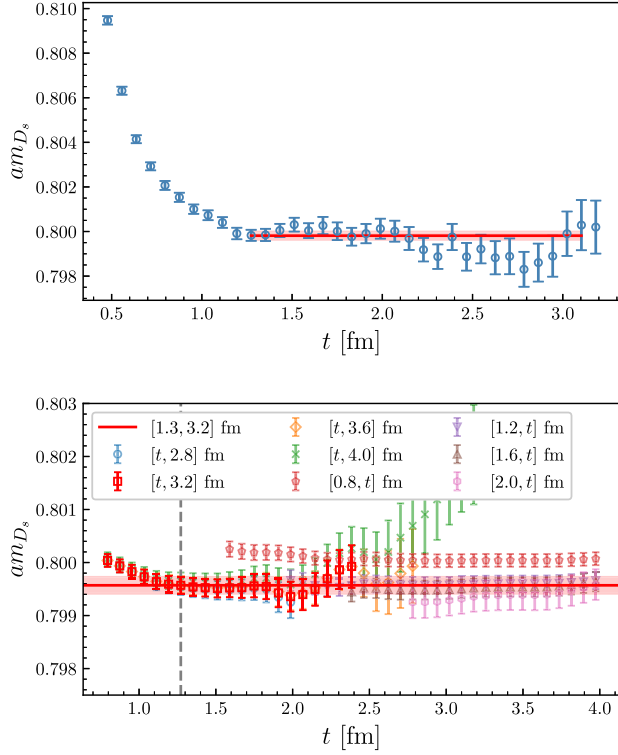 0.810
0.808
0.806
0.804
0.802
0.800
0.798
am_{D_s}
0.5 1.0 1.5 2.0 2.5 3.0
t [fm]
0.803
0.802
0.801
0.800
0.799
0.798
am_{D_s}
[1.3, 3.2] fm [t, 3.6] fm [1.2, t] fm
[t, 2.8] fm [t, 4.0] fm [1.6, t] fm
[t, 3.2] fm [0.8, t] fm [2.0, t] fm
1.0 1.5 2.0 2.5 3.0 3.5 4.0
t [fm]